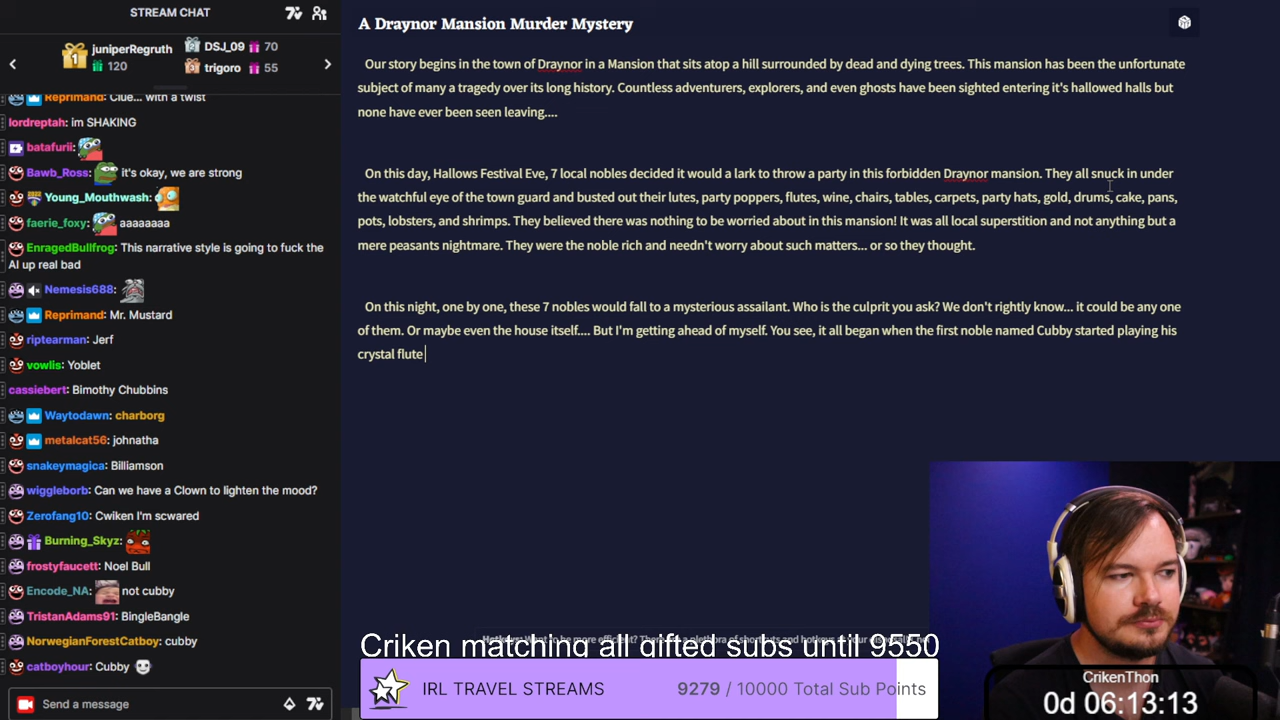 STREAM CHAT
juniperRegruth
120
DSJ_09 70
trigoro 55
Reprimand: Clue... with a twist
lordreptah: im SHAKING
batafurii:
Bawb_Ross: it's okay, we are strong
Young_Mouthwash:
faerie_foxy: aaaaaaaa
EnragedBullfrog: This narrative style is going to fuck the
AI up real bad
Nemesis688:
Reprimand: Mr. Mustard
riptearman: Jerf
vowlis: Yoblet
cassiebert: Bimothy Chubbins
Waytodawn: charborg
metalcat56: johnatha
snakeymagica: Billiamson
wiggleborb: Can we have a Clown to lighten the mood?
Zerofang10: Cwiken I'm scwared
Burning_Skyz:
frostyfaucett: Noel Bull
Encode_NA: not cubby
TristanAdams91: BingleBangle
NorwegianForestCatboy: cubby
catboyhour: Cubby
Send a message
A Draynor Mansion Murder Mystery
Our story begins in the town of Draynor in a Mansion that sits atop a hill surrounded by dead and dying trees. This mansion has been the unfortunate
subject of many a tragedy over its long history. Countless adventurers, explorers, and even ghosts have been sighted entering it's hallowed halls but
none have ever been seen leaving....
On this day, Hallows Festival Eve, 7 local nobles decided it would a lark to throw a party in this forbidden Draynor mansion. They all snuck in under
the watchful eye of the town guard and busted out their lutes, party poppers, flutes, wine, chairs, tables, carpets, party hats, gold, drums, cake, pans,
pots, lobsters, and shrimps. They believed there was nothing to be worried about in this mansion! It was all local superstition and not anything but a
mere peasants nightmare. They were the noble rich and needn't worry about such matters... or so they thought.
On this night, one by one, these 7 nobles would fall to a mysterious assailant. Who is the culprit you ask? We don't rightly know... it could be any one
of them. Or maybe even the house itself.... But I'm getting ahead of myself. You see, it all began when the first noble named Cubby started playing his
crystal flute
Criken matching all gifted subs until 9550
IRL TRAVEL STREAMS 9279 / 10000 Total Sub Points
CrikenThon
0d 06:13:13